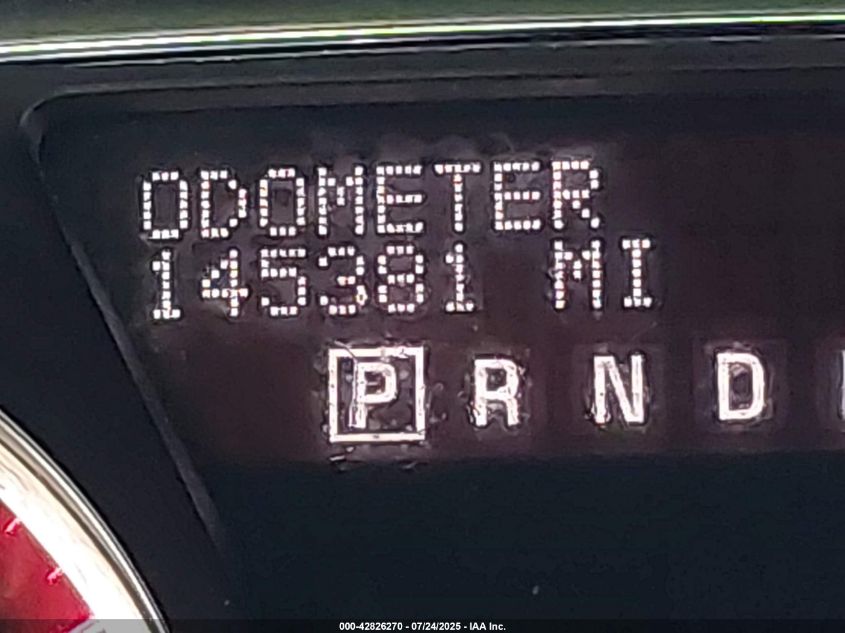 ODOMETER
145381 MI
P R N D
000-42826270 - 07/24/2025 - IAA Inc.